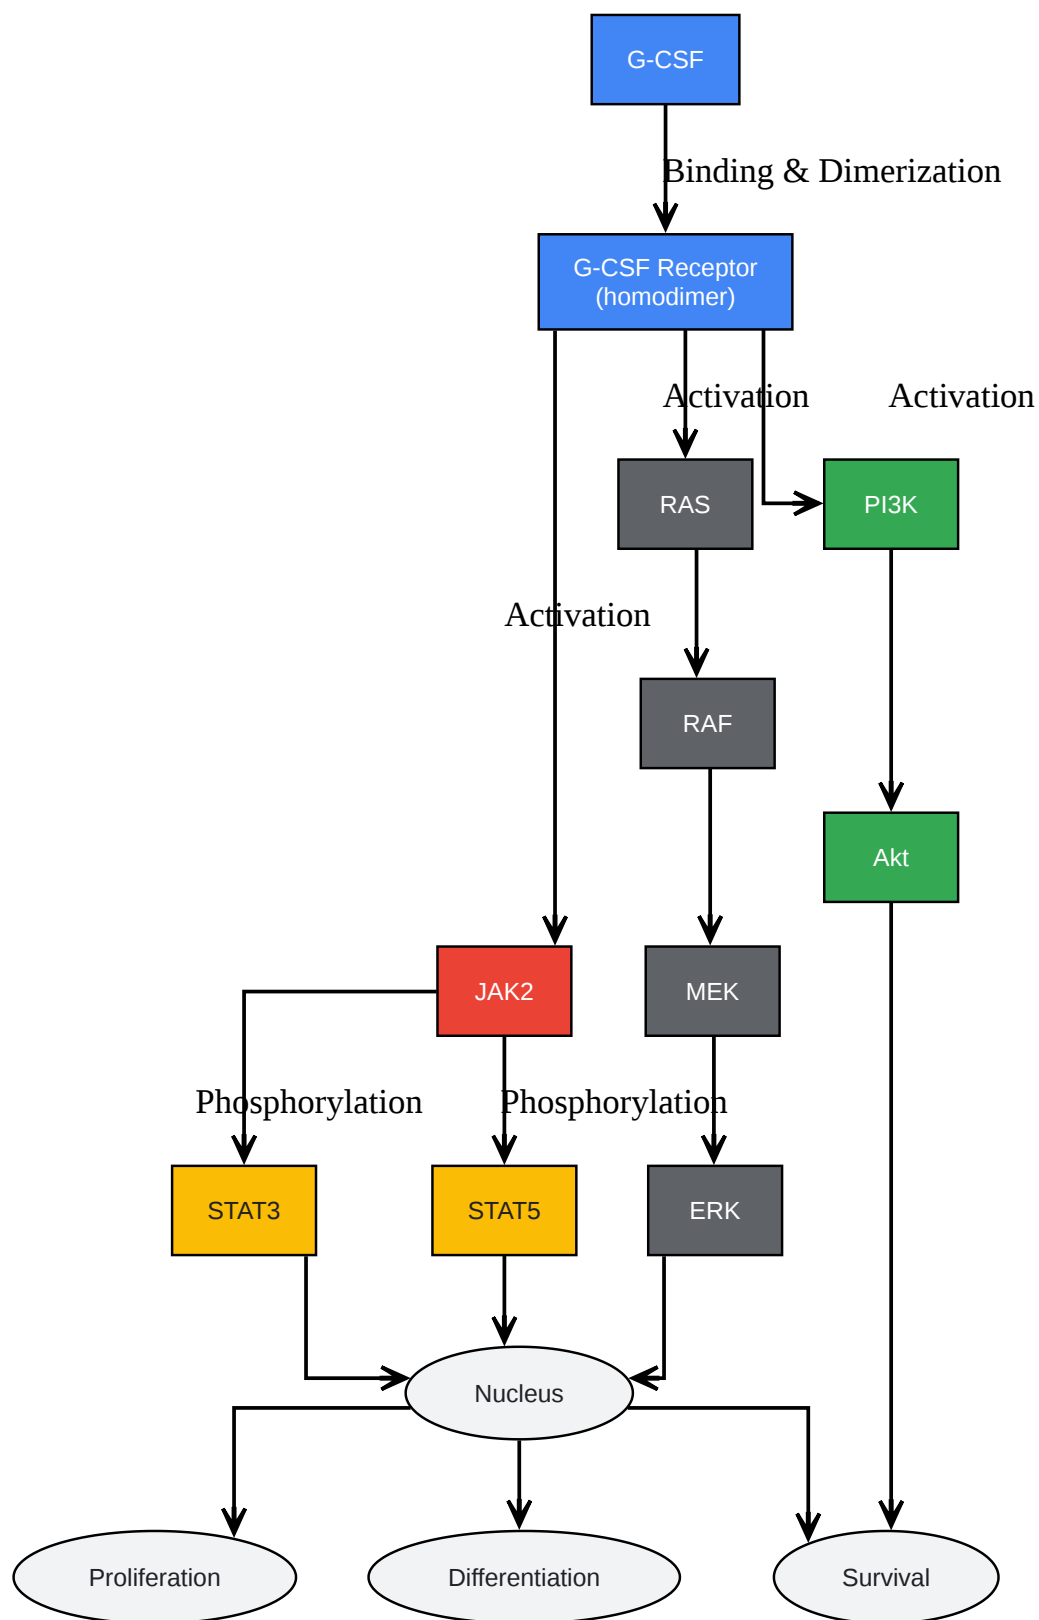 G-CSF
Binding & Dimerization
G-CSF Receptor
(homodimer)
Activation
Activation
RAS
PI3K
Activation
RAF
Akt
JAK2
MEK
Phosphorylation
Phosphorylation
STAT3
STAT5
ERK
Nucleus
Proliferation
Differentiation
Survival